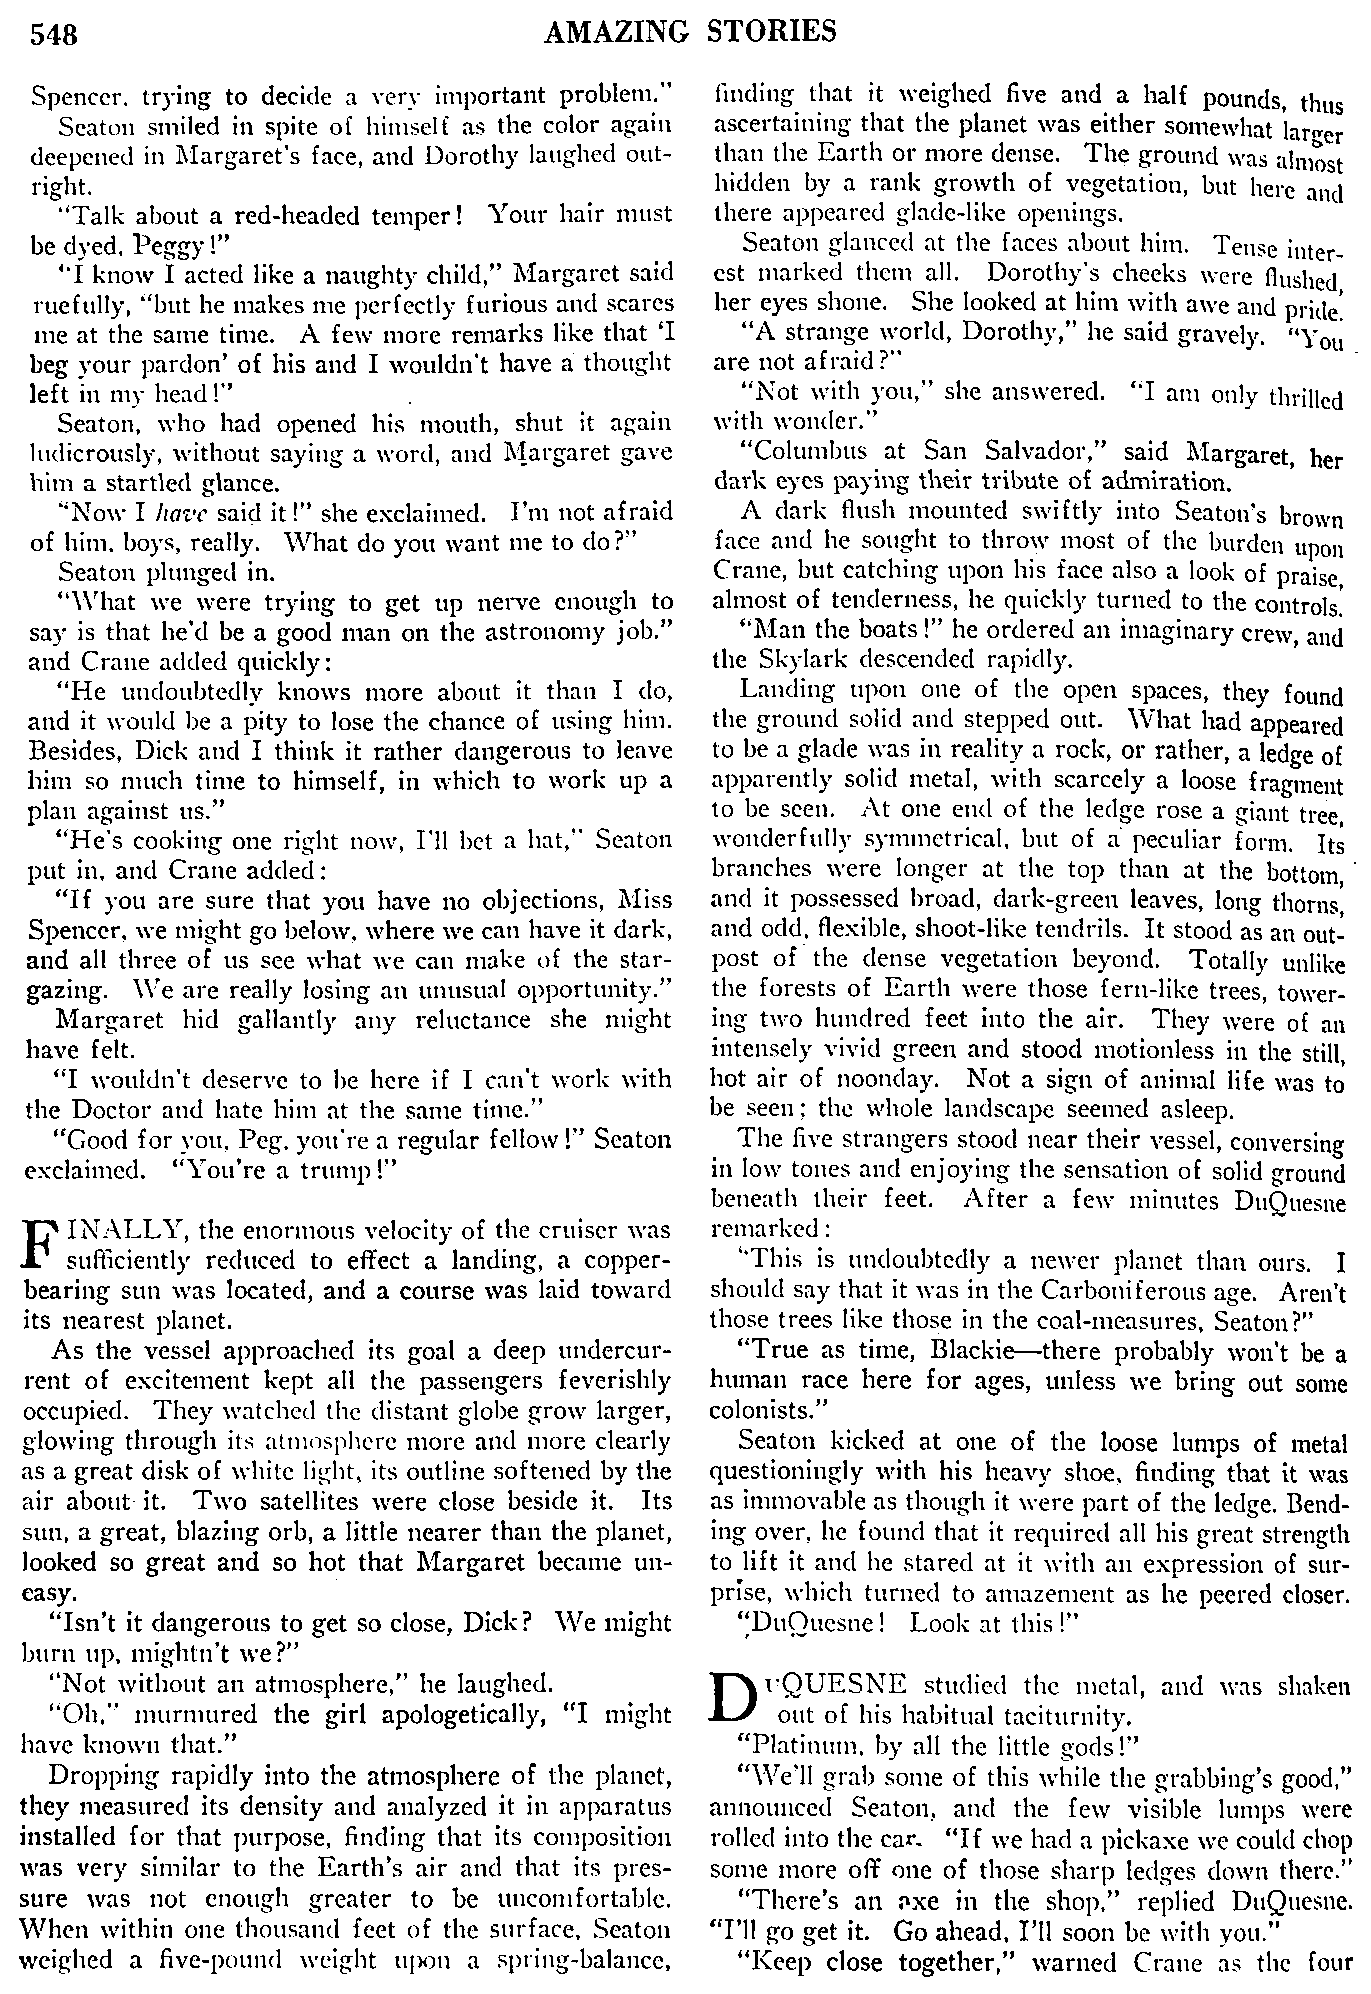 548
AMAZING STORIES
Spencer, trying to decide a very important problem."
Seaton smiled in spite of himself as the color again
deepened in Margaret's face, and Dorothy laughed out-
right.
"Talk about a red-headed temper! Your hair must
be dyed, Peggy!"
"I know I acted like a naughty child," Margaret said
ruefully, "but he makes me perfectly furious and scares
me at the same time. A few more remarks like that 'I
beg your pardon' of his and I wouldn't have a thought
left in my head!"
Seaton, who had opened his mouth, shut it again
ludicrously, without saying a word, and Margaret gave
him a startled glance.
"Now I have said it!" she exclaimed. I'm not afraid
of him, boys, really. What do you want me to do?"
Seaton plunged in.
"What we were trying to get up nerve enough to
say is that he'd be a good man on the astronomy job."
and Crane added quickly:
"He undoubtedly knows more about it than I do,
and it would be a pity to lose the chance of using him.
Besides, Dick and I think it rather dangerous to leave
him so much time to himself, in which to work up a
plan against us."
"He's cooking one right now, I'll bet a hat," Seaton
put in, and Crane added:
"If you are sure that you have no objections, Miss
Spencer, we might go below, where we can have it dark,
and all three of us see what we can make of the star-
gazing. We are really losing an unusual opportunity."
Margaret hid gallantly any reluctance she might
have felt.
"I wouldn't deserve to be here if I can't work with
the Doctor and hate him at the same time."
"Good for you, Peg, you're a regular fellow!" Seaton
exclaimed. "You're a trump!"
FINALLY, the enormous velocity of the cruiser was
sufficiently reduced to effect a landing, a copper-
bearing sun was located, and a course was laid toward
its nearest planet.
As the vessel approached its goal a deep undercur-
rent of excitement kept all the passengers feverishly
occupied. They watched the distant globe grow larger,
glowing through its atmosphere more and more clearly
as a great disk of white light, its outline softened by the
air about it. Two satellites were close beside it. Its
sun, a great, blazing orb, a little nearer than the planet,
looked so great and so hot that Margaret became un-
easy.
"Isn't it dangerous to get so close, Dick? We might
burn up, mightn't we?"
"Not without an atmosphere," he laughed.
"Oh," murmured the girl apologetically, "I might
have known that."
Dropping rapidly into the atmosphere of the planet,
they measured its density and analyzed it in apparatus
installed for that purpose, finding that its composition
was very similar to the Earth's air and that its pres-
sure was not enough greater to be uncomfortable.
When within one thousand feet of the surface, Seaton
weighed a five-pound weight upon a spring-balance,
finding that it weighed five and a half pounds, thus
ascertaining that the planet was either somewhat larger
than the Earth or more dense. The ground was almost
hidden by a rank growth of vegetation, but here and
there appeared glade-like openings.
Seaton glanced at the faces about him. Tense inter-
est marked them all. Dorothy's cheeks were flushed,
her eyes shone. She looked at him with awe and pride.
"A strange world, Dorothy," he said gravely. "You
are not afraid?"
"Not with you," she answered. "I am only thrilled
with wonder."
"Columbus at San Salvador," said Margaret, her
dark eyes paying their tribute of admiration.
A dark flush mounted swiftly into Seaton's brown
face and he sought to throw most of the burden upon
Crane, but catching upon his face also a look of praise,
almost of tenderness, he quickly turned to the controls.
"Man the boats!" he ordered an imaginary crew, and
the Skylark descended rapidly.
Landing upon one of the open spaces, they found
the ground solid and stepped out. What had appeared
to be a glade was in reality a rock, or rather, a ledge of
apparently solid metal, with scarcely a loose fragment
to be seen. At one end of the ledge rose a giant tree,
wonderfully symmetrical, but of a peculiar form. Its
branches were longer at the top than at the bottom,
and it possessed broad, dark-green leaves, long thorns,
and odd, flexible, shoot-like tendrils. It stood as an out-
post of the dense vegetation beyond. Totally unlike
the forests of Earth were those fern-like trees, tower-
ing two hundred feet into the air. They were of an
intensely vivid green and stood motionless in the still,
hot air of noonday. Not a sign of animal life was to
be seen; the whole landscape seemed asleep.
The five strangers stood near their vessel, conversing
in low tones and enjoying the sensation of solid ground
beneath their feet. After a few minutes DuQuesne
remarked:
"This is undoubtedly a newer planet than ours. I
should say that it was in the Carboniferous age. Aren't
those trees like those in the coal-measures, Seaton?"
"True as time, Blackie—there probably won't be a
human race here for ages, unless we bring out some
colonists."
Seaton kicked at one of the loose lumps of metal
questioningly with his heavy shoe, finding that it was
as immovable as though it were part of the ledge. Bend-
ing over, he found that it required all his great strength
to lift it and he stared at it with an expression of sur-
prise, which turned to amazement as he peered closer.
"DuQuesne! Look at this!"
DUQUESNE studied the metal, and was shaken
out of his habitual taciturnity.
"Platinum, by all the little gods!"
"We'll grab some of this while the grabbing's good,"
announced Seaton, and the few visible lumps were
rolled into the car. "If we had a pickaxe we could chop
some more off one of those sharp ledges down there."
"There's an axe in the shop," replied DuQuesne.
"I'll go get it. Go ahead, I'll soon be with you."
"Keep close together," warned Crane as the four